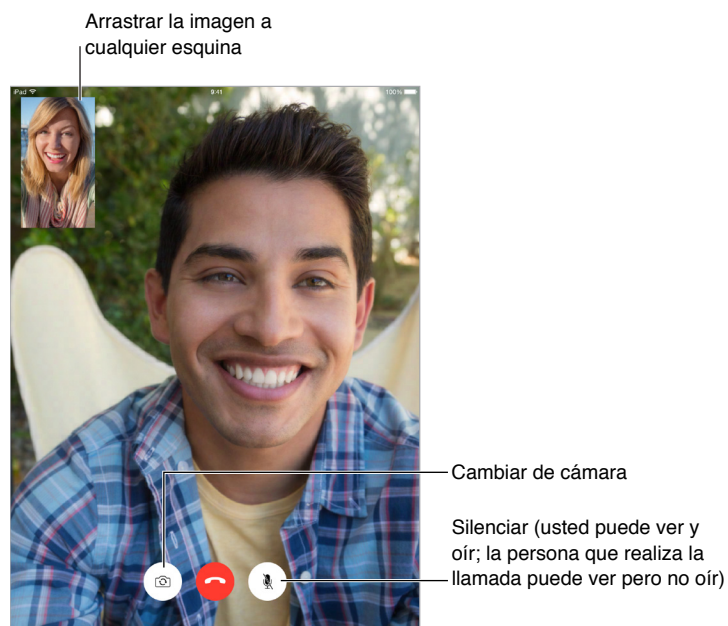 Arrastrar la imagen a
cualquier esquina
iPad
9:41
100%
Cambiar de cámara
Silenciar (usted puede ver y
oír; la persona que realiza la
llamada puede ver pero no oír)